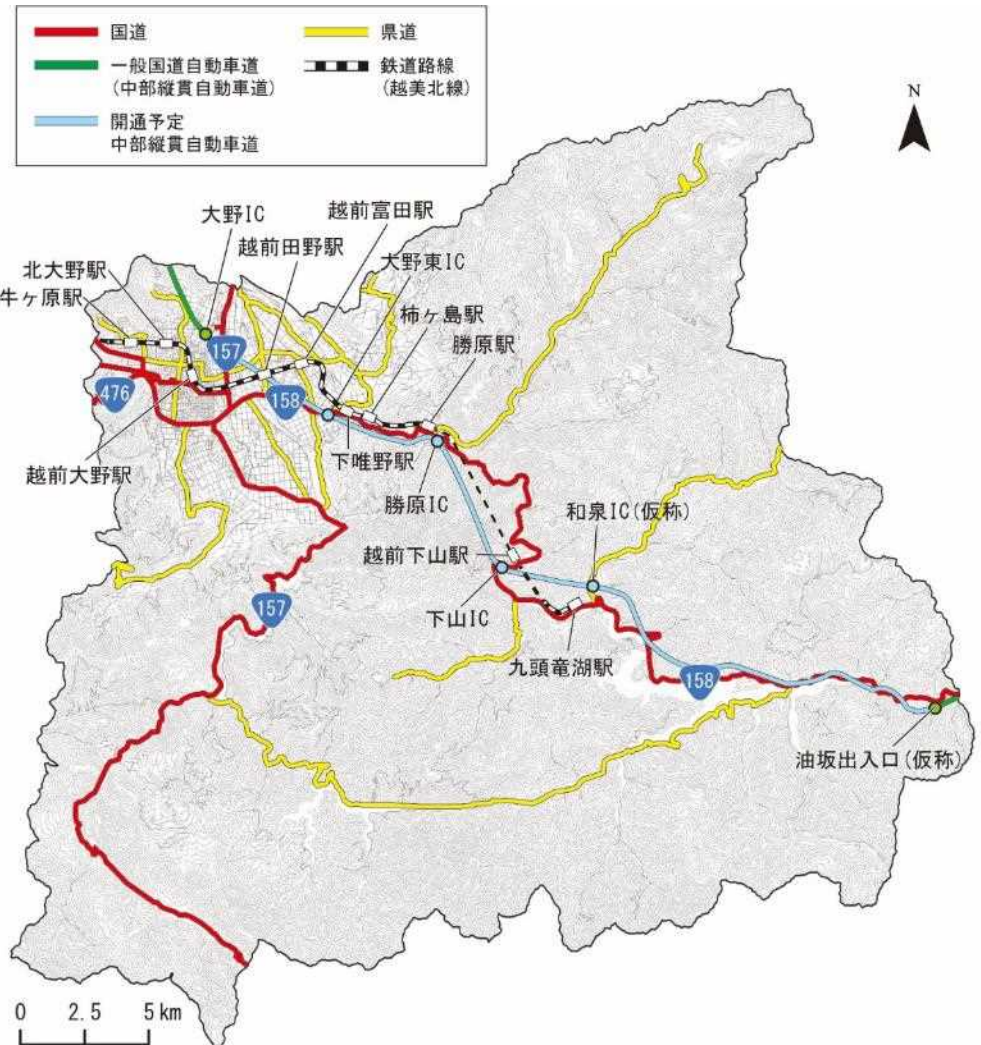 国道
県道
一般国道自動車道
(中部縦貫自動車道)
鉄道路線
(越美北線)
開通予定
中部縦貫自動車道
N
越前富田駅
大野IC
越前田野駅
大野東IC
北大野駅
牛ヶ原駅
柿ヶ島駅
勝原駅
157
476
158
越前大野駅
下唯野駅
勝原IC
和泉IC(仮称)
越前下山駅
157
下山IC
九頭竜湖駅
158
油坂出入口(仮称)
0 2.5 5km